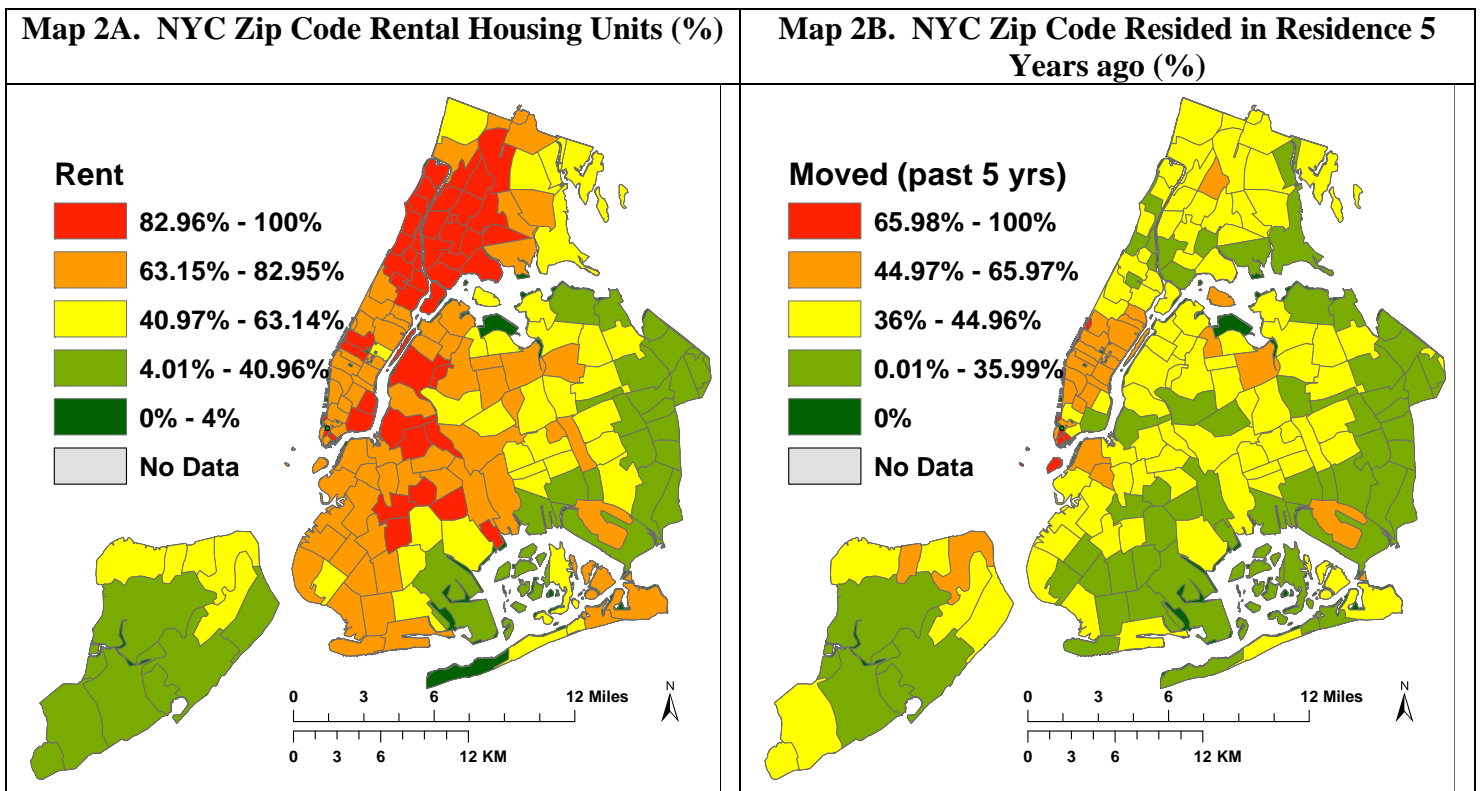 Map 2A.  NYC Zip Code Rental Housing Units (%)
Map 2B.  NYC Zip Code Resided in Residence 5
Years ago (%)
Rent
82.96% - 100%
63.15% - 82.95%
40.97% - 63.14%
4.01% - 40.96%
0% - 4%
No Data
0 3 6 12 Miles
0 3 6 12 KM
N
Moved (past 5 yrs)
65.98% - 100%
44.97% - 65.97%
36% - 44.96%
0.01% - 35.99%
0%
No Data
0 3 6 12 Miles
0 3 6 12 KM
N